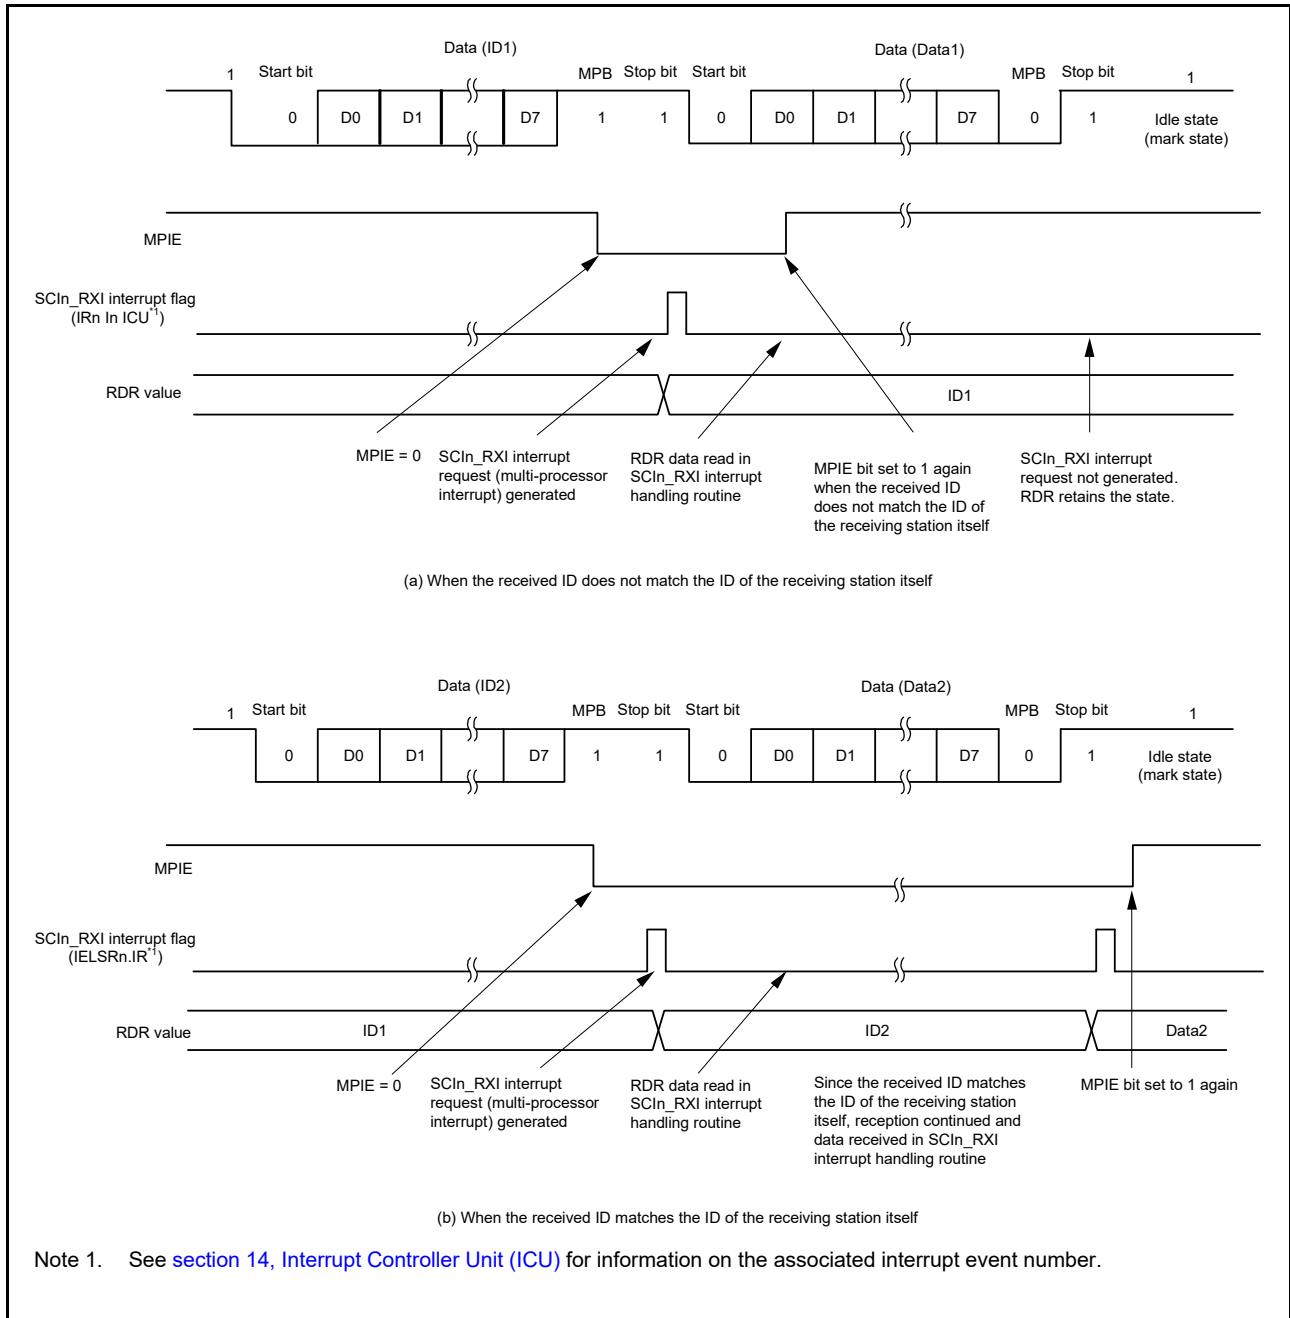 Data (ID1)
Data (Data1)
1
Start bit
MPB
Stop bit
Start bit
MPB
Stop bit
1
0
D0
D1
D7
1
1
0
D0
D1
D7
0
1
Idle state
(mark state)
MPIE
SCIn_RXI interrupt flag
(IRn In ICU*1)
RDR value
ID1
MPIE = 0
SCIn_RXI interrupt
request (multi-processor
interrupt) generated
RDR data read in
SCIn_RXI interrupt
handling routine
MPIE bit set to 1 again
when the received ID
does not match the ID of
the receiving station itself
SCIn_RXI interrupt
request not generated.
RDR retains the state.
(a) When the received ID does not match the ID of the receiving station itself
Data (ID2)
Data (Data2)
1
Start bit
MPB
Stop bit
Start bit
MPB
Stop bit
1
0
D0
D1
D7
1
1
0
D0
D1
D7
0
1
Idle state
(mark state)
MPIE
SCIn_RXI interrupt flag
(IELSRn.IR*1)
RDR value
ID1
ID2
Data2
MPIE = 0
SCIn_RXI interrupt
request (multi-processor
interrupt) generated
RDR data read in
SCIn_RXI interrupt
handling routine
Since the received ID matches
the ID of the receiving station
itself, reception continued and
data received in SCIn_RXI
interrupt handling routine
MPIE bit set to 1 again
(b) When the received ID matches the ID of the receiving station itself
Note 1. See section 14, Interrupt Controller Unit (ICU) for information on the associated interrupt event number.